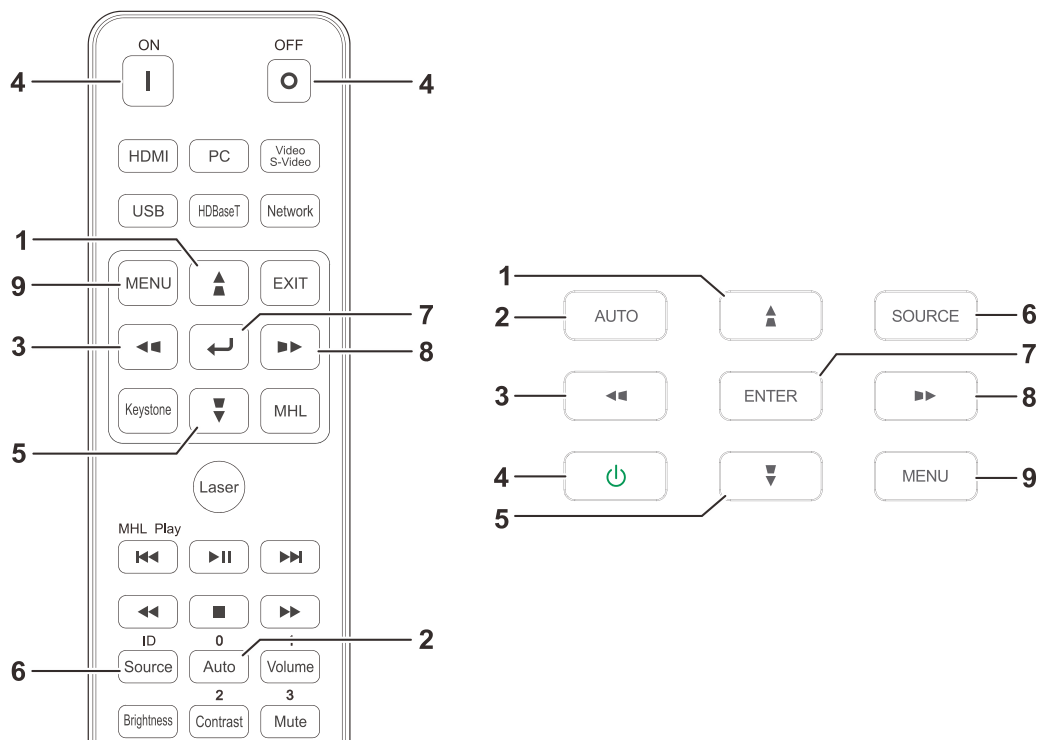 ON OFF
4 4
HDMI PC Video
S-Video
USB HDBaseT Network
1
9 MENU EXIT
7
3 8
Keystone MHL
5
Laser
MHL Play
ID 0
2
6 Source Auto Volume
2 3
Brightness Contrast Mute
1
2 AUTO SOURCE 6
7
3 ENTER 8
4 MENU 9
5